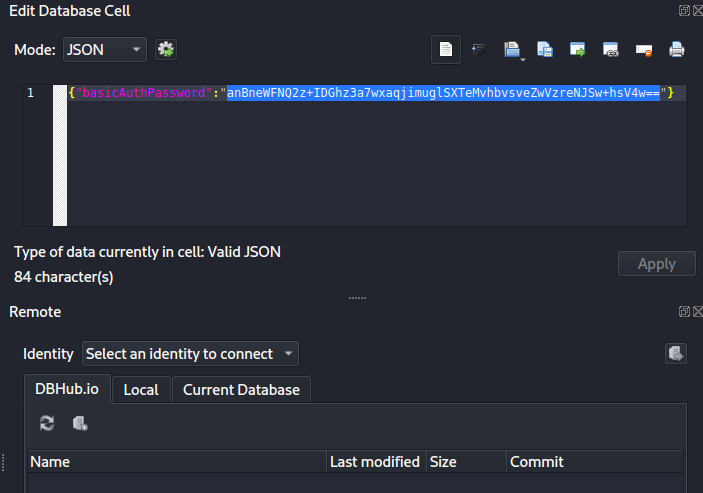 Edit Database Cell
Mode: JSON
1 {"basicAuthPassword":"anBneWFNQ2z+IDGhz3a7wxaqjimuglSXTeMvhbvsveZwVzreNJSw+hsV4w=="}
Type of data currently in cell: Valid JSON
84 character(s)
Apply
Remote
Identity Select an identity to connect
DBHub.io Local Current Database
Name Last modified Size Commit